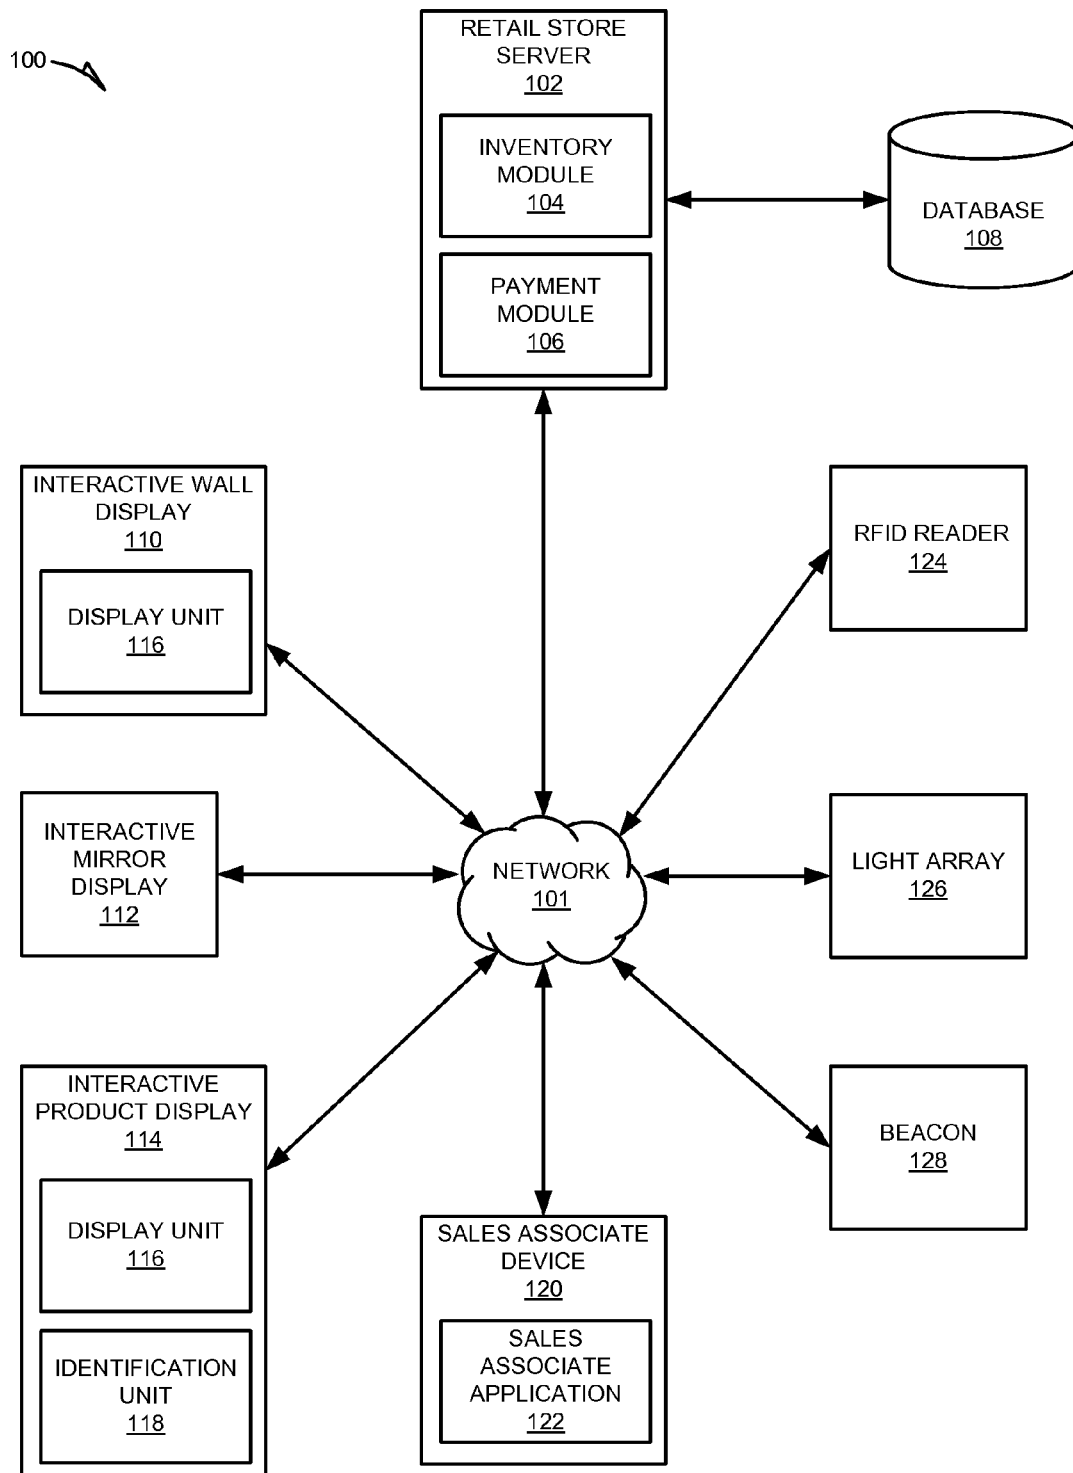 100
RETAIL STORE
SERVER
102
INVENTORY
MODULE
104
PAYMENT
MODULE
106
DATABASE
108
INTERACTIVE WALL
DISPLAY
110
DISPLAY UNIT
116
RFID READER
124
INTERACTIVE
MIRROR
DISPLAY
112
NETWORK
101
LIGHT ARRAY
126
INTERACTIVE
PRODUCT DISPLAY
114
DISPLAY UNIT
116
IDENTIFICATION
UNIT
118
SALES ASSOCIATE
DEVICE
120
SALES
ASSOCIATE
APPLICATION
122
BEACON
128